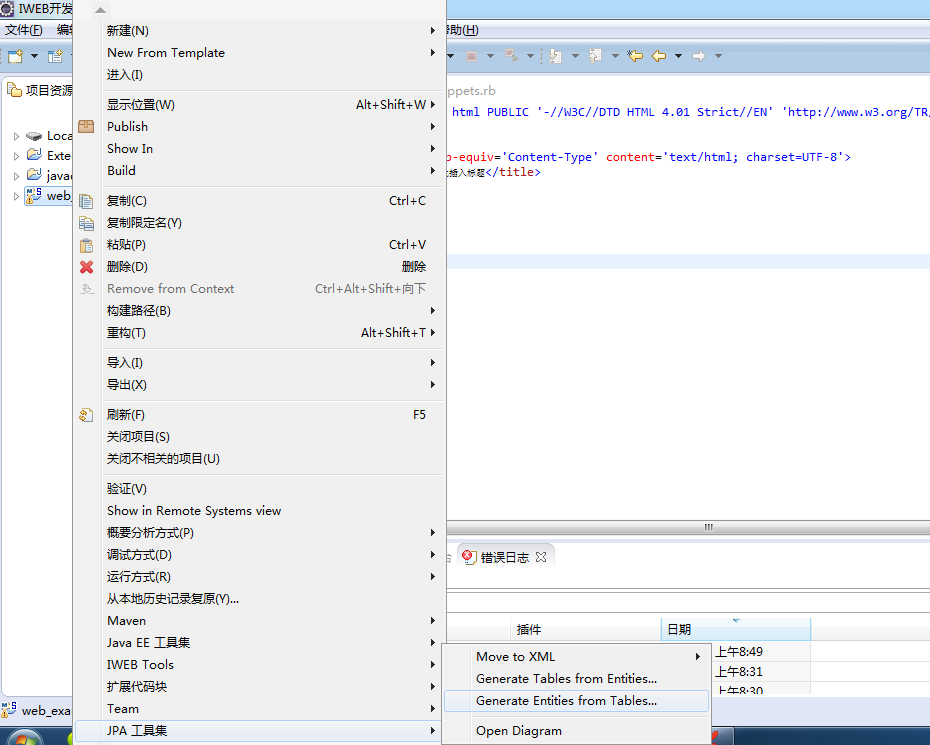 IWEB开发
文件(F) 编辑
帮助(H)
项目资源
Loca
Exte
javac
web_
新建(N)
New From Template
进入(I)
显示位置(W) Alt+Shift+W
Publish
Show In
Build
复制(C) Ctrl+C
复制限定名(Y)
粘贴(P) Ctrl+V
删除(D) 删除
Remove from Context Ctrl+Alt+Shift+向下
构建路径(B)
重构(T) Alt+Shift+T
导入(I)
导出(X)
刷新(F) F5
关闭项目(S)
关闭不相关的项目(U)
验证(V)
Show in Remote Systems view
概要分析方式(P)
调试方式(D)
运行方式(R)
从本地历史记录复原(Y)...
Maven
Java EE 工具集
IWEB Tools
扩展代码块
Team
JPA 工具集
Move to XML
Generate Tables from Entities...
Generate Entities from Tables...
Open Diagram
ppets.rb
html PUBLIC '-//W3C//DTD HTML 4.01 Strict//EN' 'http://www.w3.org/TR/
p-equiv='Content-Type' content='text/html; charset=UTF-8'>
插入标题</title>
错误日志
插件 日期
上午8:49
上午8:31
上午8:30
web_exa